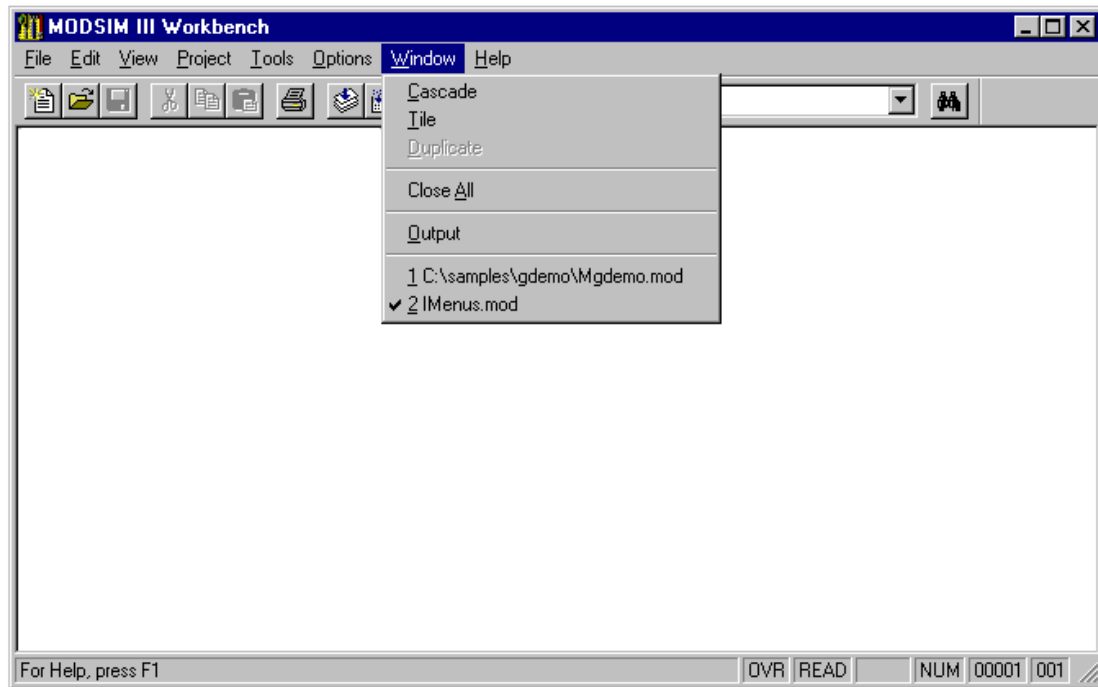 MODSIM III Workbench
File Edit View Project Tools Options Window Help
Cascade
Tile
Duplicate
Close All
Output
1 C:\samples\gdemo\Mgdemo.mod
2 IMenus.mod
For Help, press F1 OVR READ NUM 00001 001